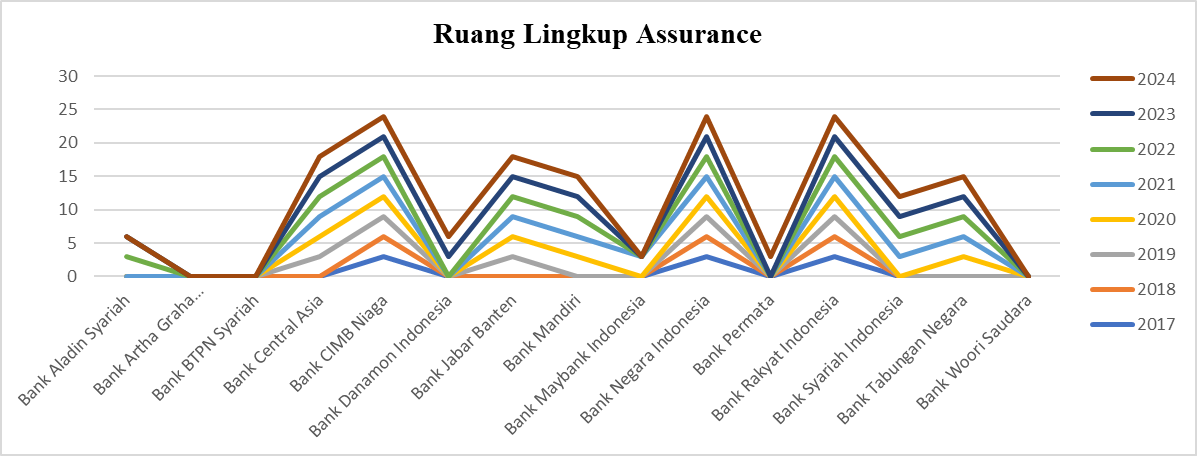 Ruang Lingkup Assurance
30
25
20
15
10
5
0
Bank Aladin Syariah
Bank Artha Graha...
Bank BTPN Syariah
Bank Central Asia
Bank CIMB Niaga
Bank Danamon Indonesia
Bank Jabar Banten
Bank Mandiri
Bank Maybank Indonesia
Bank Negara Indonesia
Bank Permata
Bank Rakyat Indonesia
Bank Syariah Indonesia
Bank Tabungan Negara
Bank Woori Saudara
2024
2023
2022
2021
2020
2019
2018
2017